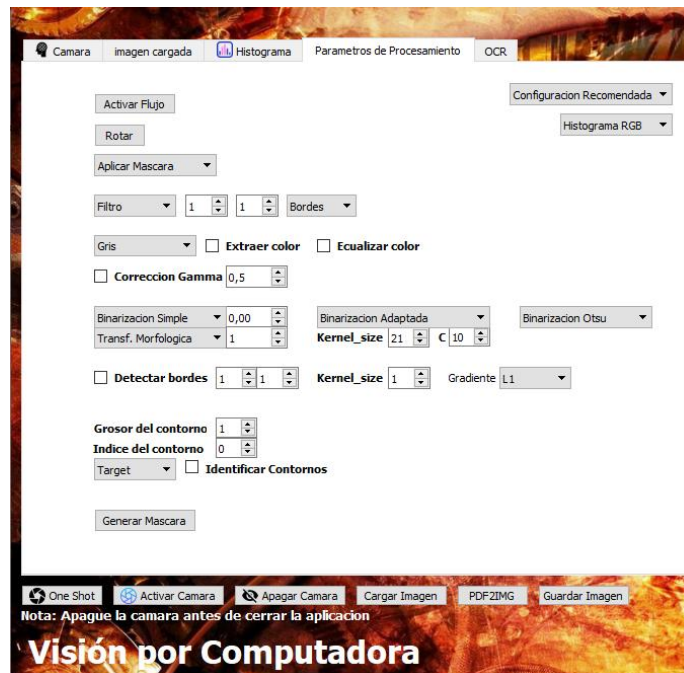 Camara imagen cargada Histograma Parametros de Procesamiento OCR
Activar Flujo Configuracion Recomendada
Rotar Histograma RGB
Aplicar Mascara
Filtro 1 1 Bordes
Gris Extraer color Ecualizar color
Correccion Gamma 0,5
Binarizacion Simple 0,00 Binarizacion Adaptada Binarizacion Otsu
Transf. Morfologica 1 Kernel_size 21 C 10
Detectar bordes 1 1 Kernel_size 1 Gradiente L1
Grosor del contorno 1
Indice del contorno 0
Target Identificar Contornos
Generar Mascara
One Shot Activar Camara Apagar Camara Cargar Imagen PDF2IMG Guardar Imagen
Nota: Apague la camara antes de cerrar la aplicacion
Visión por Computadora